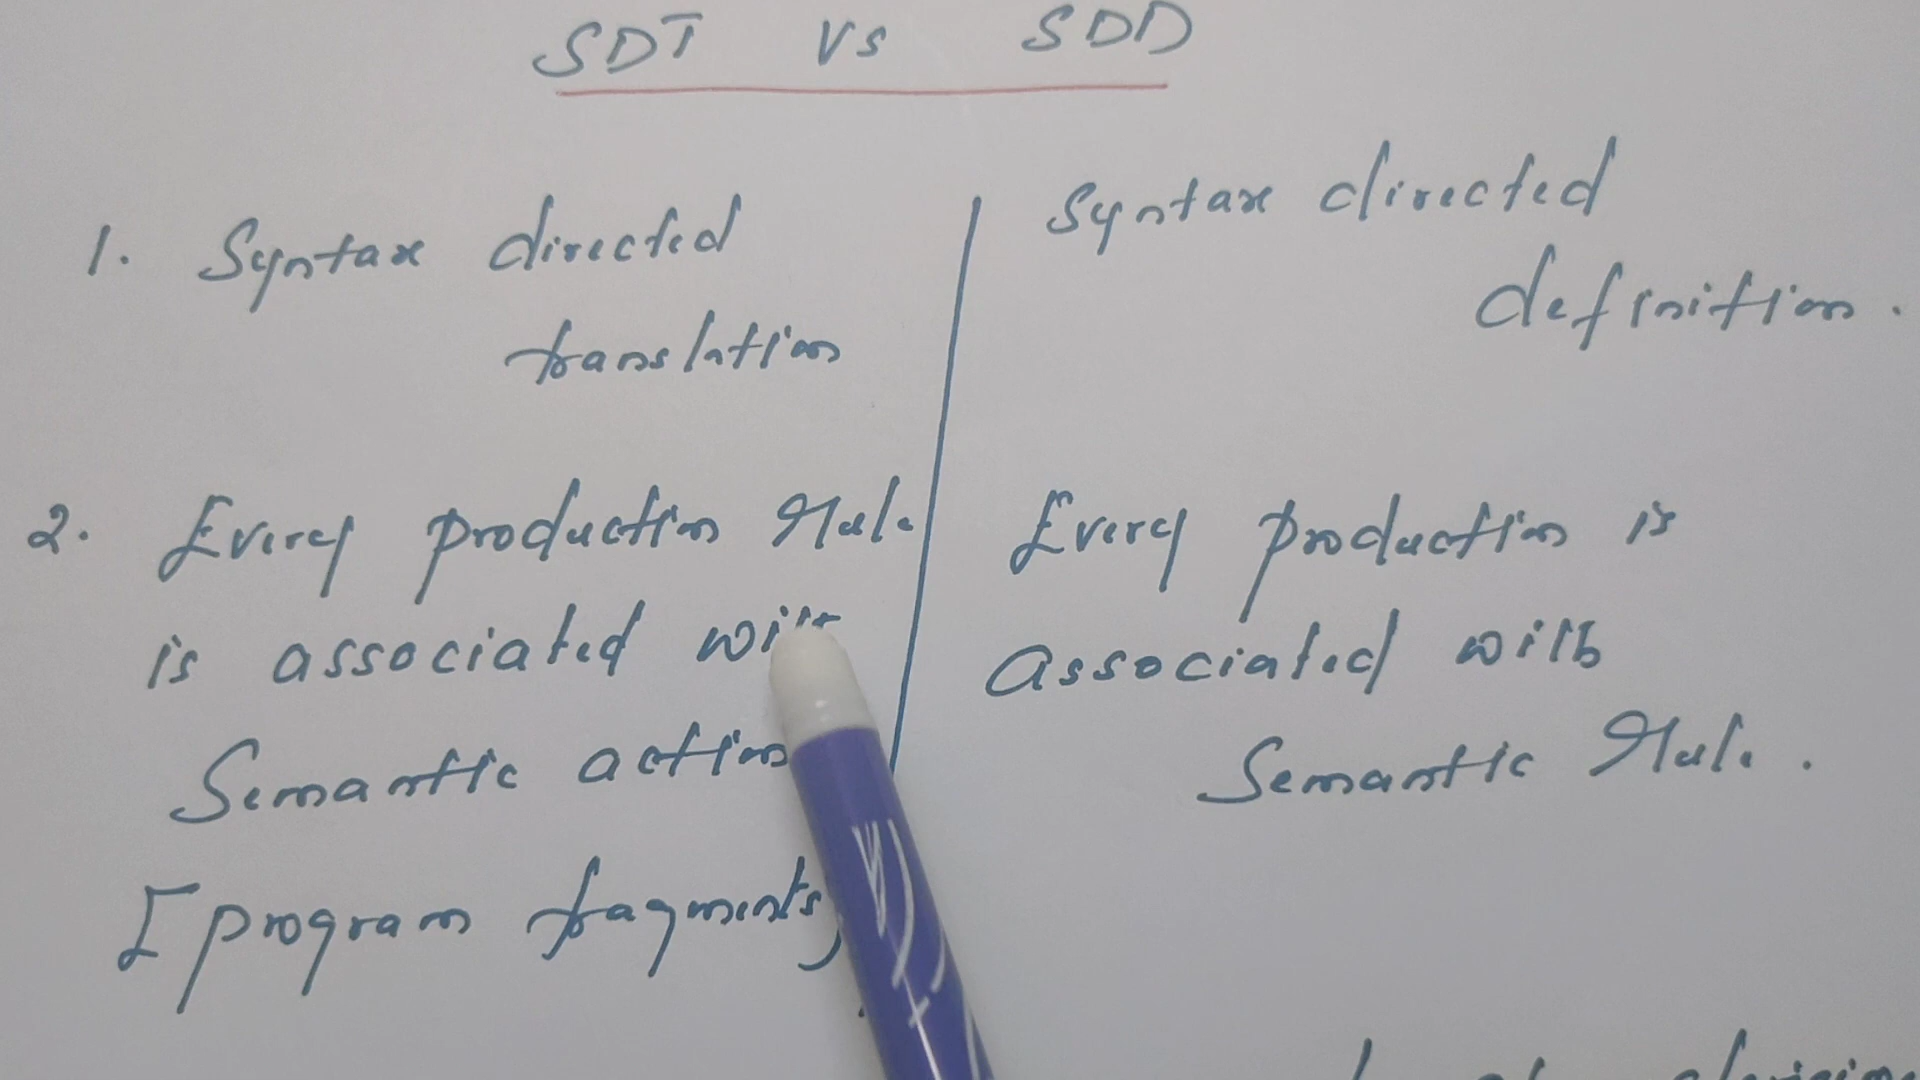 SDT vs SDD
1. Syntax directed
translation
2. Every production Rule
is associated with
Semantic action
[program fragments]
Syntax directed
definition.
Every production is
Associated with
Semantic Rule.